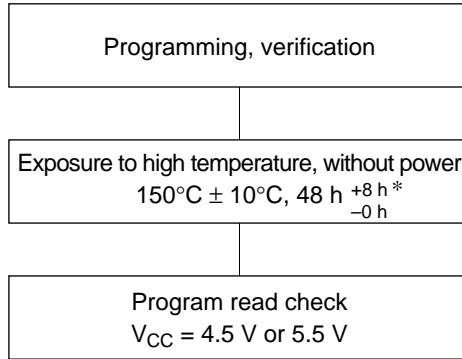 Programming, verification
Exposure to high temperature, without power
150°C ± 10°C, 48 h +8 h *
–0 h
Program read check
VCC = 4.5 V or 5.5 V